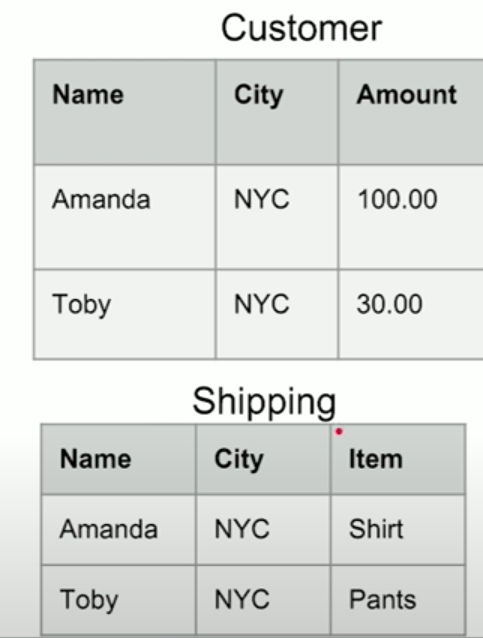 Customer
Name City Amount
Amanda NYC 100.00
Toby NYC 30.00
Shipping
Name City Item
Amanda NYC Shirt
Toby NYC Pants